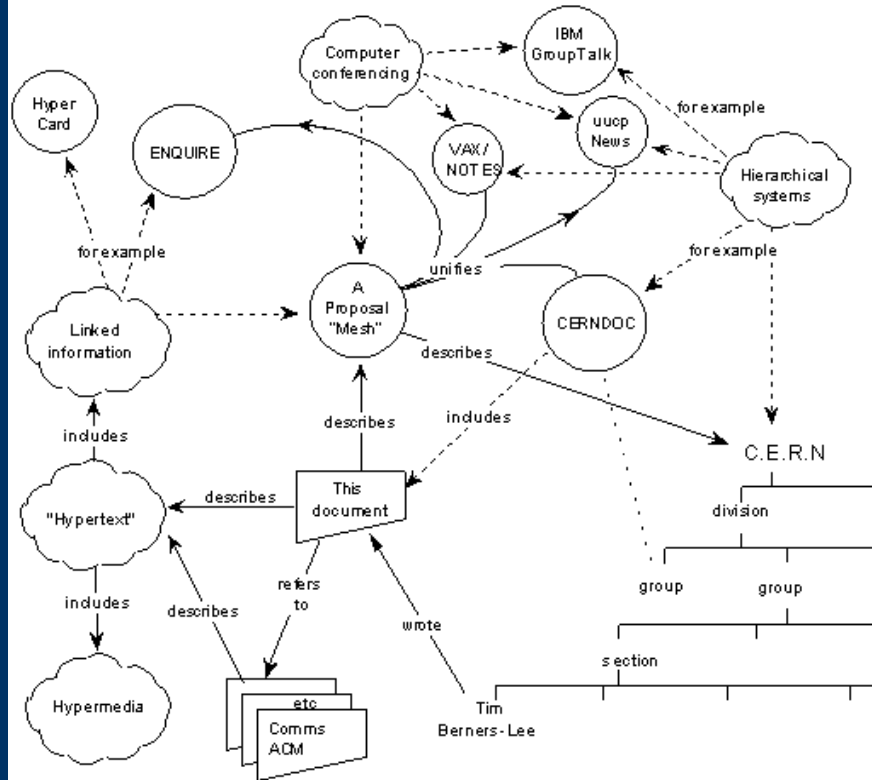 IBM
GroupTalk
Computer
conferencing
Hyper
Card
for example
uucp
News
ENQUIRE
VAX/
NOTES
Hierarchical
systems
for example
for example
unifies
A
Proposal
"Mesh"
CERNDOC
Linked
information
describes
includes
describes
includes
C.E.R.N
This
document
describes
division
"Hypertext"
refers
to
group
group
includes
describes
wrote
section
Hypermedia
etc
Tim
Berners-Lee
Comms
ACM